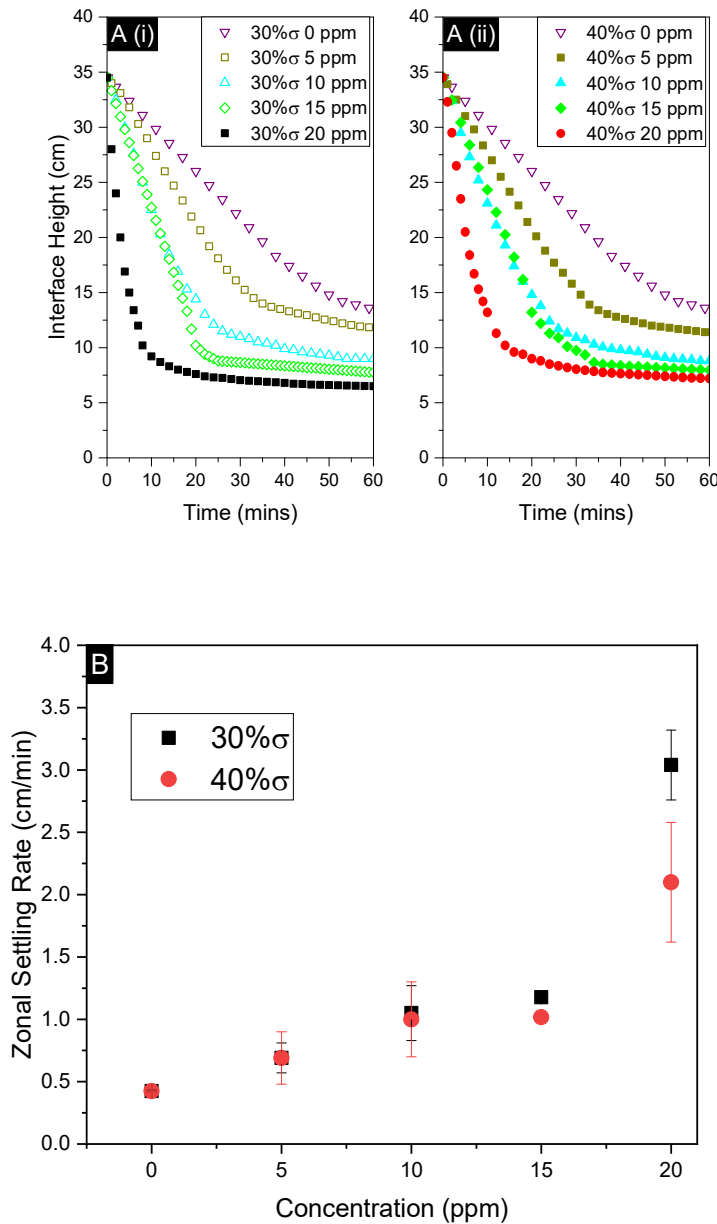 A (i)
30%σ 0 ppm
30%σ 5 ppm
30%σ 10 ppm
30%σ 15 ppm
30%σ 20 ppm
40
35
30
25
20
15
10
5
0
Interface Height (cm)
0 10 20 30 40 50 60
Time (mins)
A (ii)
40%σ 0 ppm
40%σ 5 ppm
40%σ 10 ppm
40%σ 15 ppm
40%σ 20 ppm
40
35
30
25
20
15
10
5
0
0 10 20 30 40 50 60
Time (mins)
B
30%σ
40%σ
4.0
3.5
3.0
2.5
2.0
1.5
1.0
0.5
0.0
Zonal Settling Rate (cm/min)
0 5 10 15 20
Concentration (ppm)